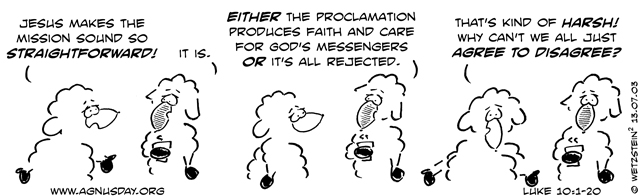 JESUS MAKES THE
MISSION SOUND SO
STRAIGHTFORWARD!
IT IS.
EITHER THE PROCLAMATION
PRODUCES FAITH AND CARE
FOR GOD'S MESSENGERS
OR IT'S ALL REJECTED.
THAT'S KIND OF HARSH!
WHY CAN'T WE ALL JUST
AGREE TO DISAGREE?
WWW.AGNUSDAY.ORG
LUKE 10:1-20
© WETZSTEIN² 13.07.03